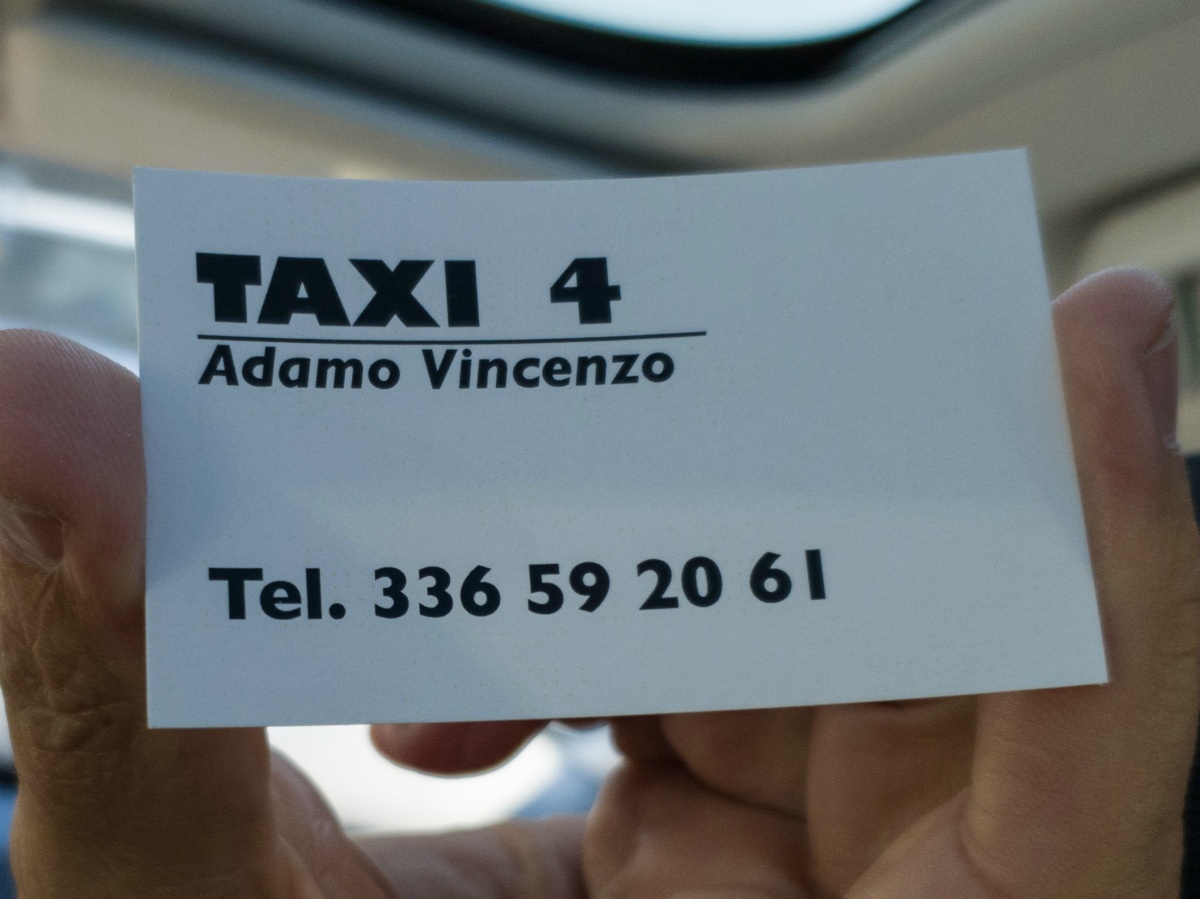 TAXI 4
Adamo Vincenzo
Tel. 336 59 20 61